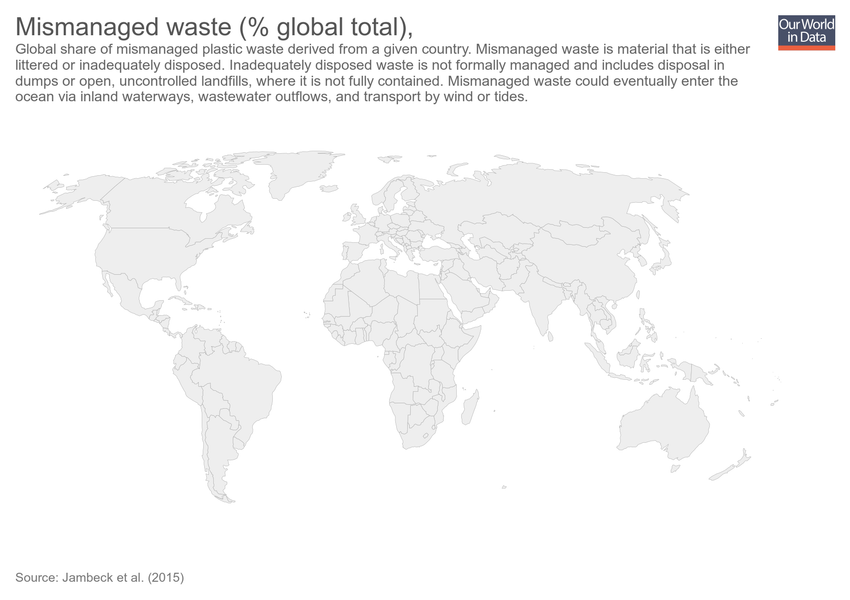 Mismanaged waste (% global total),
Our World
in Data
Global share of mismanaged plastic waste derived from a given country. Mismanaged waste is material that is either
littered or inadequately disposed. Inadequately disposed waste is not formally managed and includes disposal in
dumps or open, uncontrolled landfills, where it is not fully contained. Mismanaged waste could eventually enter the
ocean via inland waterways, wastewater outflows, and transport by wind or tides.
Source: Jambeck et al. (2015)